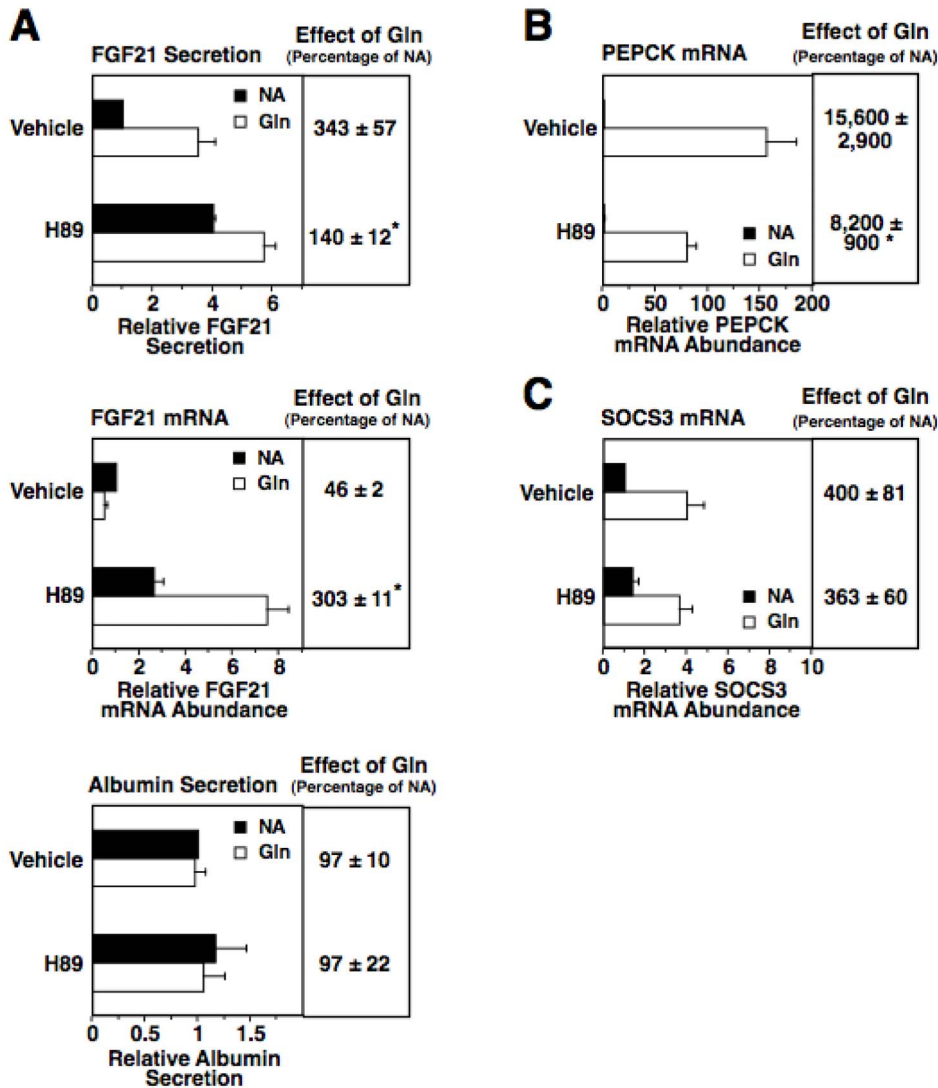 A
FGF21 Secretion
Effect of Gln
(Percentage of NA)
NA
Gln
Vehicle
343 ± 57
H89
140 ± 12*
0 2 4 6
Relative FGF21
Secretion
FGF21 mRNA
Effect of Gln
(Percentage of NA)
NA
Gln
Vehicle
46 ± 2
H89
303 ± 11*
0 2 4 6 8
Relative FGF21
mRNA Abundance
Albumin Secretion
Effect of Gln
(Percentage of NA)
NA
Gln
Vehicle
97 ± 10
H89
97 ± 22
0 0.5 1 1.5
Relative Albumin
Secretion
B
PEPCK mRNA
Effect of Gln
(Percentage of NA)
Vehicle
15,600 ±
2,900
H89
8,200 ±
900 *
NA
Gln
0 50 100 150 200
Relative PEPCK
mRNA Abundance
C
SOCS3 mRNA
Effect of Gln
(Percentage of NA)
Vehicle
400 ± 81
H89
363 ± 60
NA
Gln
0 2 4 6 8 10
Relative SOCS3
mRNA Abundance